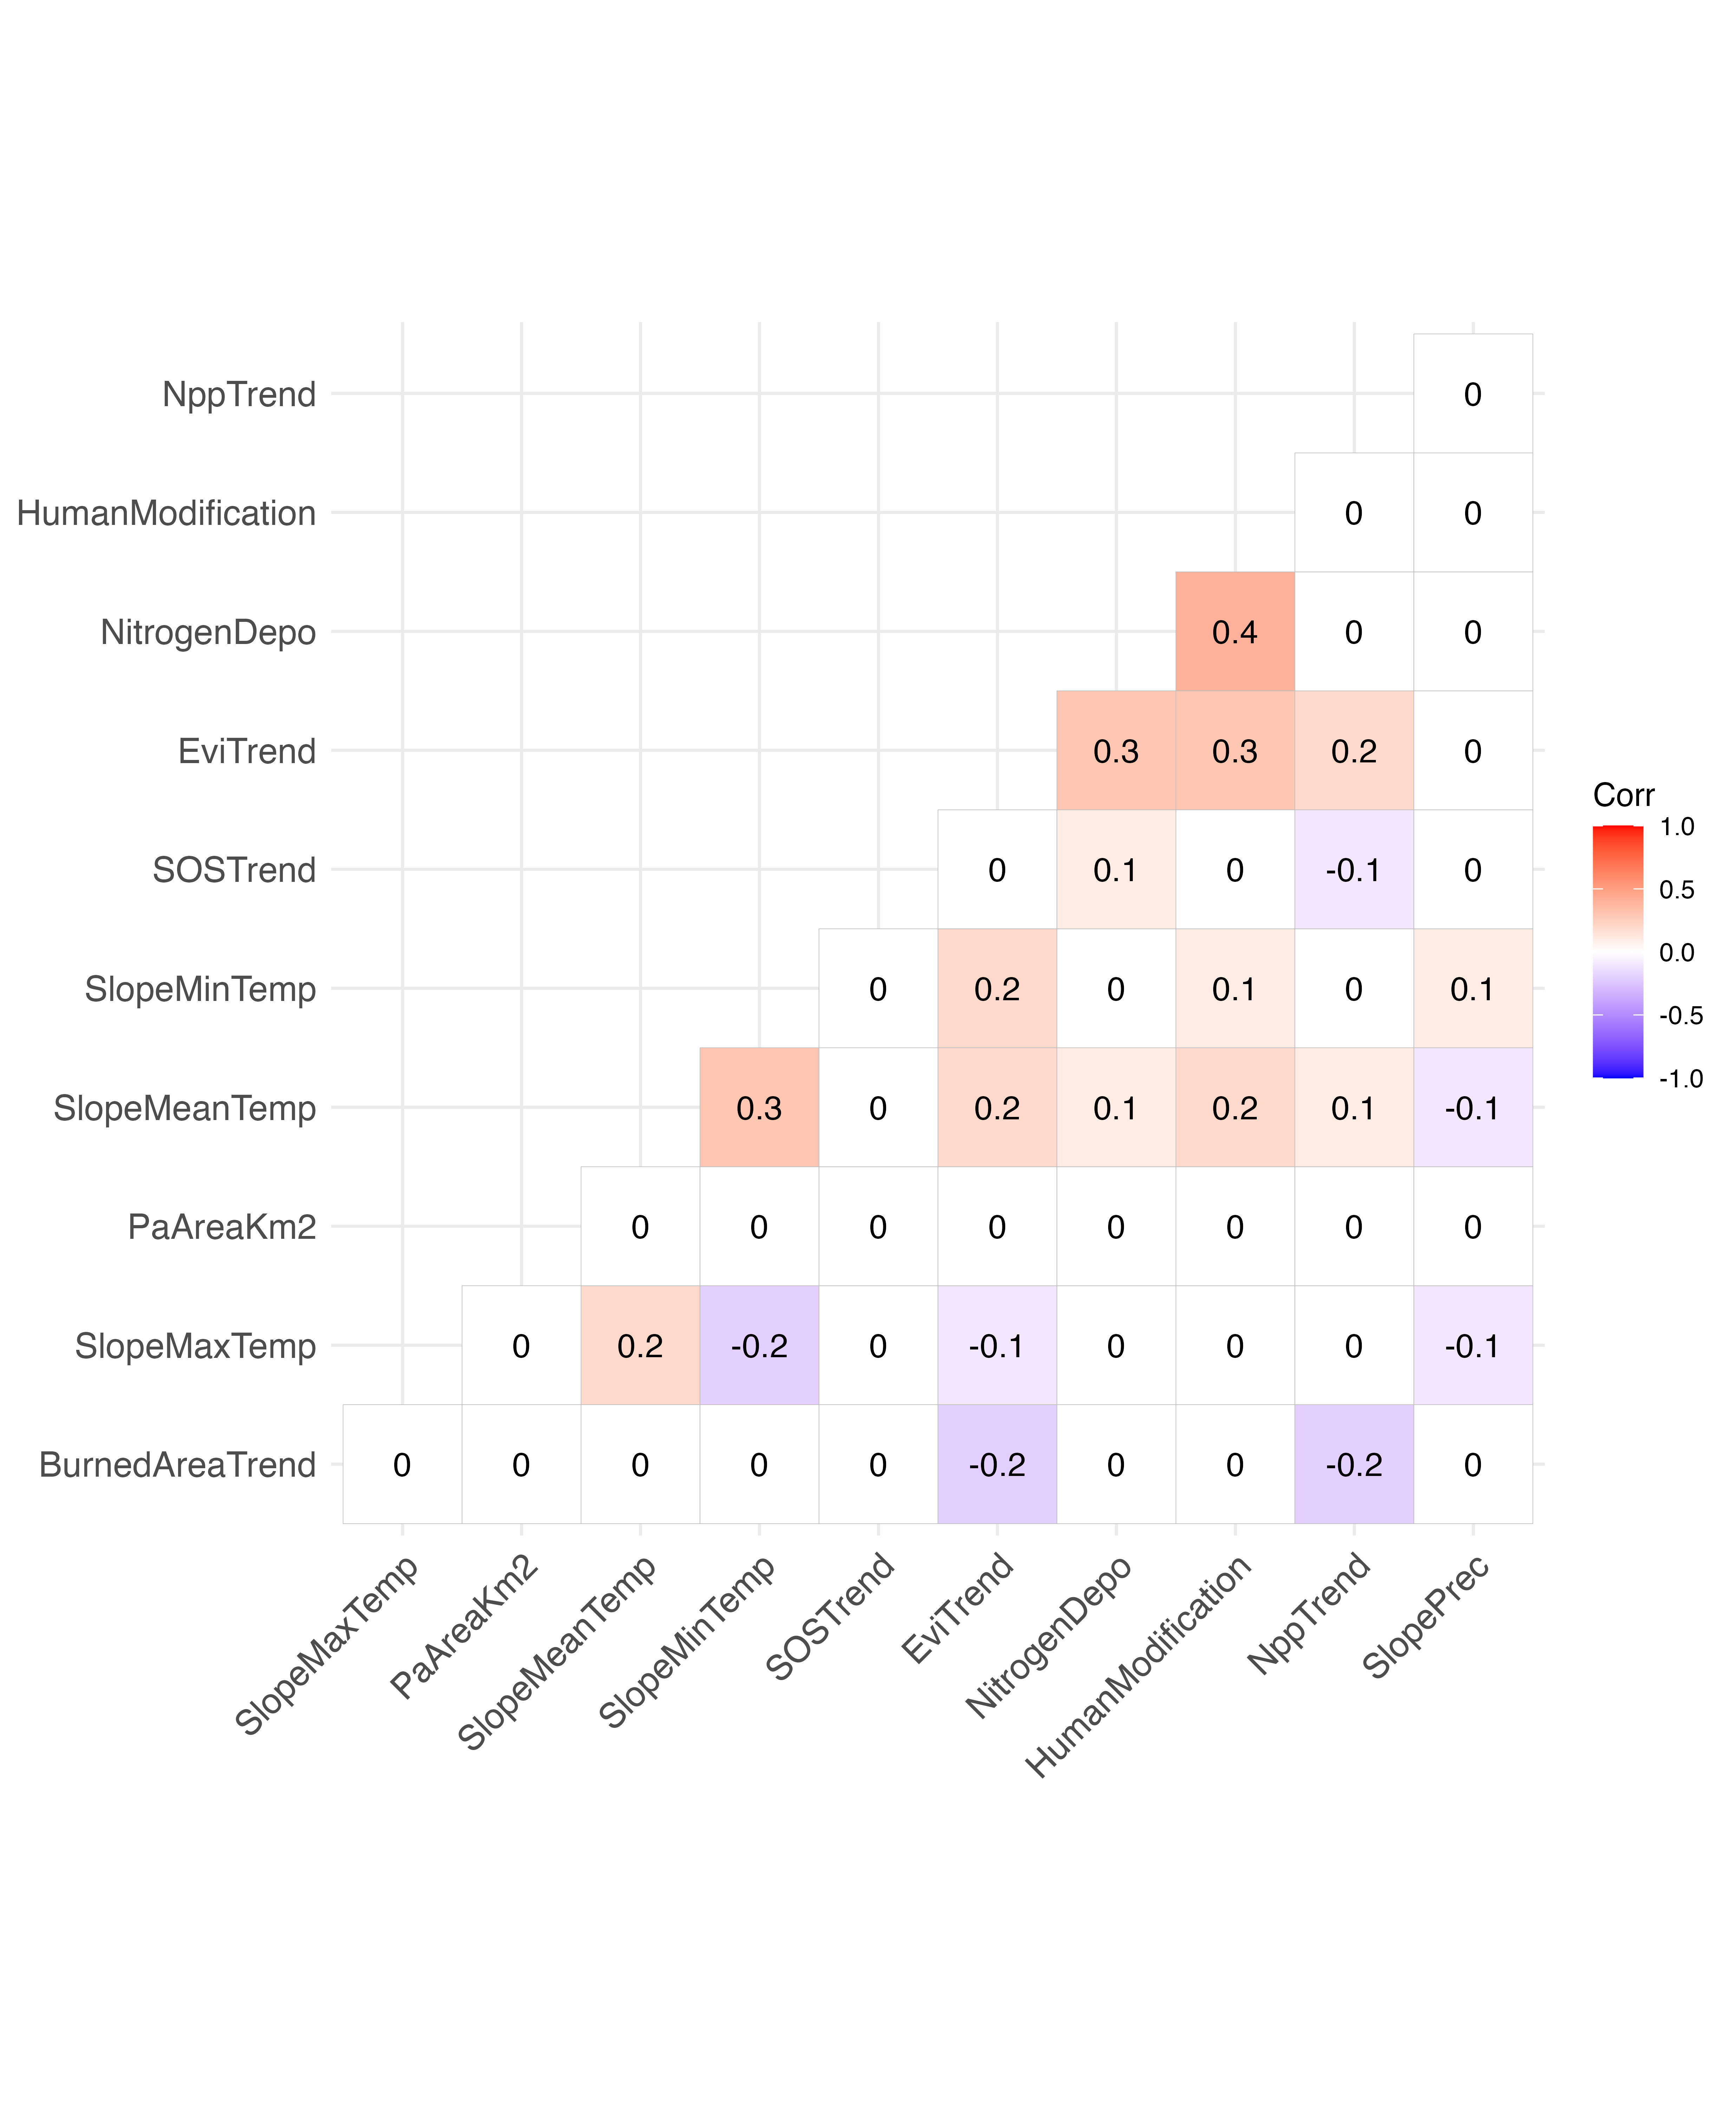 NppTrend 0
HumanModification 0 0
NitrogenDepo 0.4 0 0
EviTrend 0.3 0.3 0.2 0
SOSTrend 0 0.1 0 -0.1 0
SlopeMinTemp 0 0.2 0 0.1 0 0.1
SlopeMeanTemp 0.3 0 0.2 0.1 0.2 0.1 -0.1
PaAreaKm2 0 0 0 0 0 0 0 0
SlopeMaxTemp 0 0.2 -0.2 0 -0.1 0 0 0 -0.1
BurnedAreaTrend 0 0 0 0 0 -0.2 0 0 -0.2 0
SlopeMaxTemp
PaAreaKm2
SlopeMeanTemp
SlopeMinTemp
SOSTrend
EviTrend
NitrogenDepo
HumanModification
NppTrend
SlopePrec
Corr
1.0
0.5
0.0
-0.5
-1.0